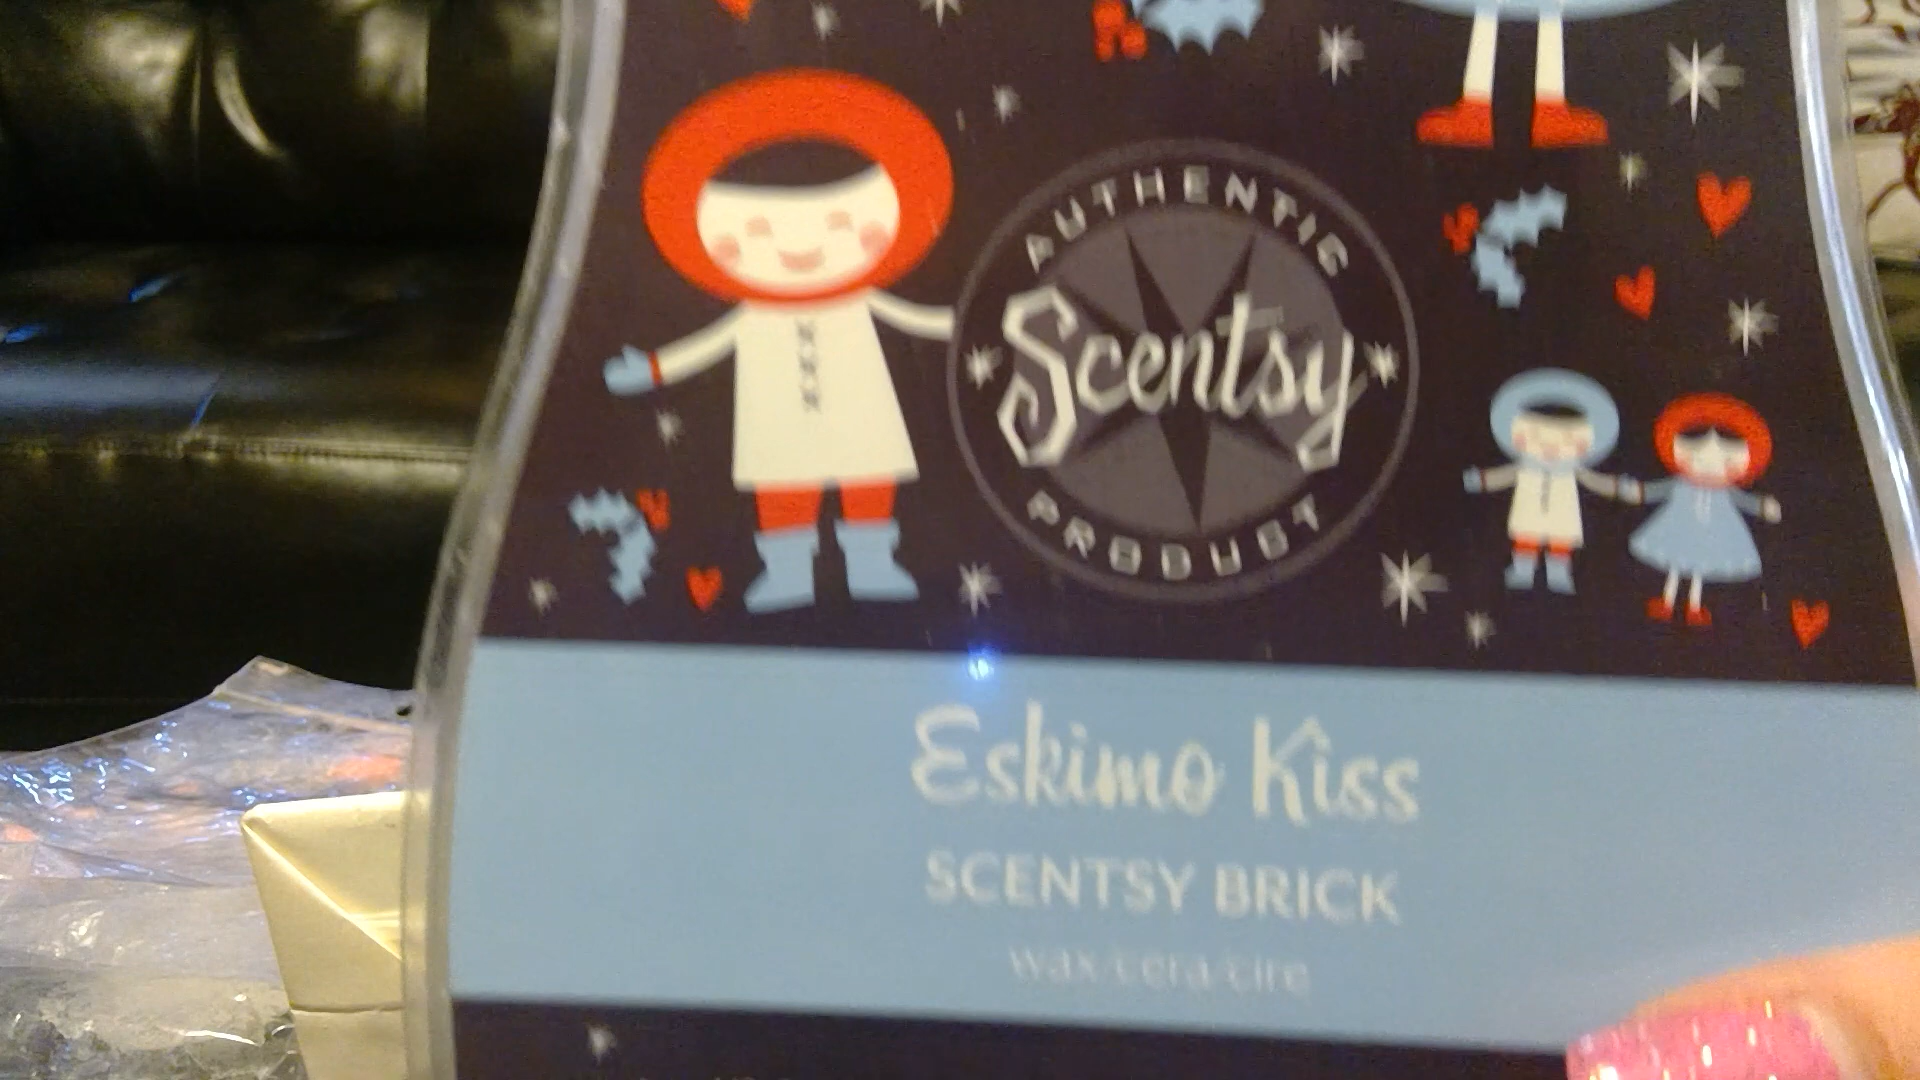 AUTHENTIC
Scentsy
PRODUCT
Eskimo Kiss
SCENTSY BRICK
wax/cera/cire